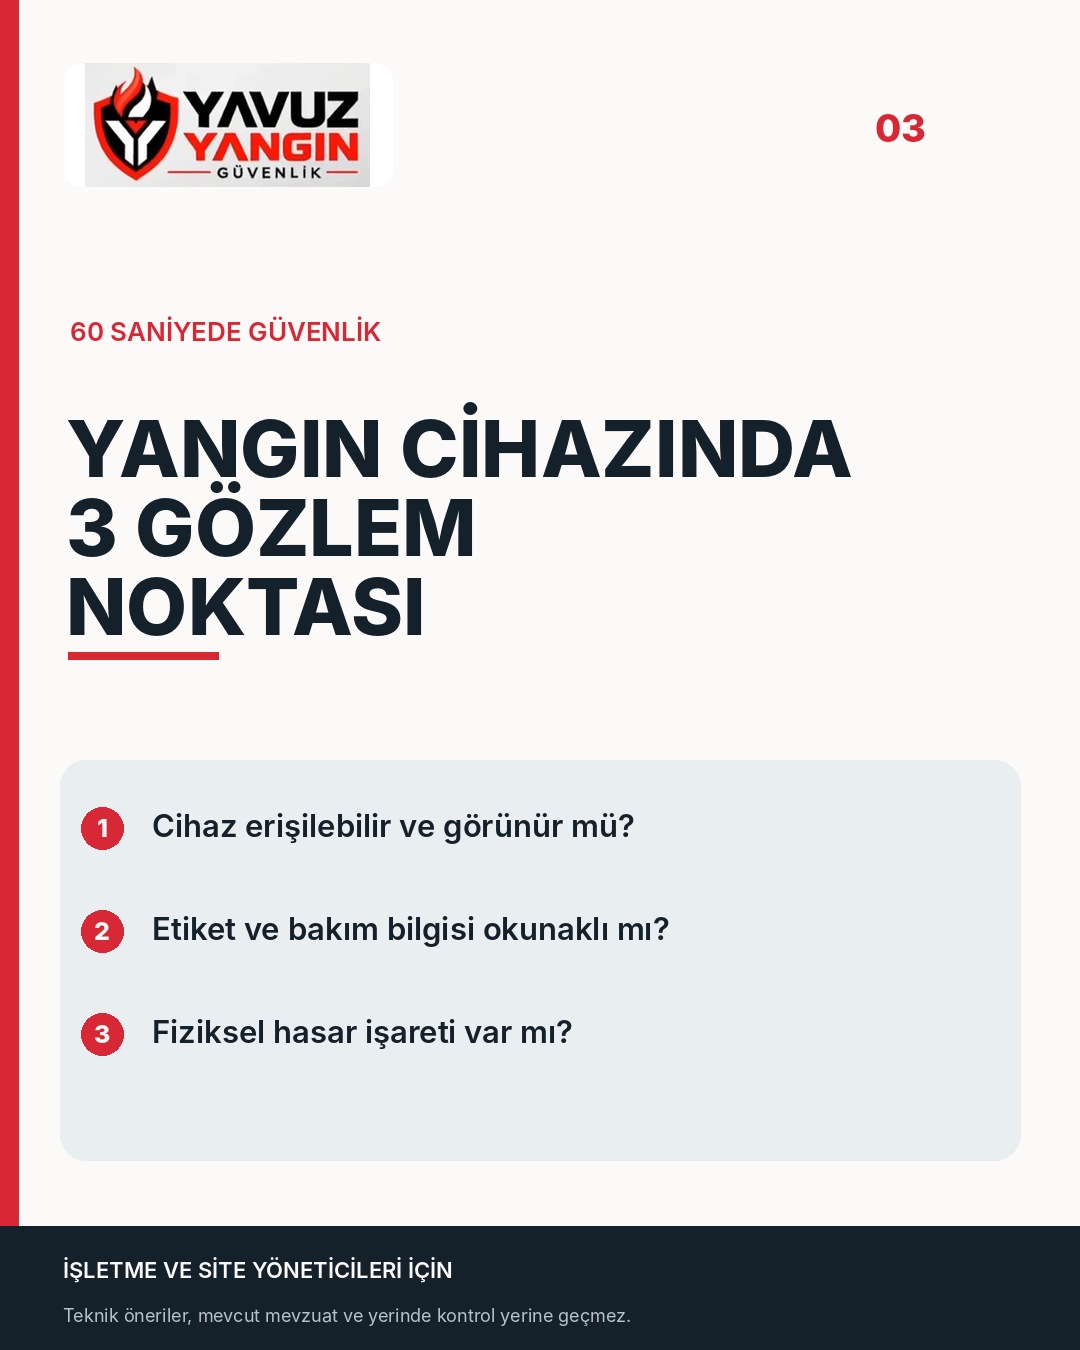 YAVUZ
YANGIN
GÜVENLİK
03
60 SANİYEDE GÜVENLİK
YANGIN CİHAZINDA
3 GÖZLEM
NOKTASI
1 Cihaz erişilebilir ve görünür mü?
2 Etiket ve bakım bilgisi okunaklı mı?
3 Fiziksel hasar işareti var mı?
İŞLETME VE SİTE YÖNETİCİLERİ İÇİN
Teknik öneriler, mevcut mevzuat ve yerinde kontrol yerine geçmez.